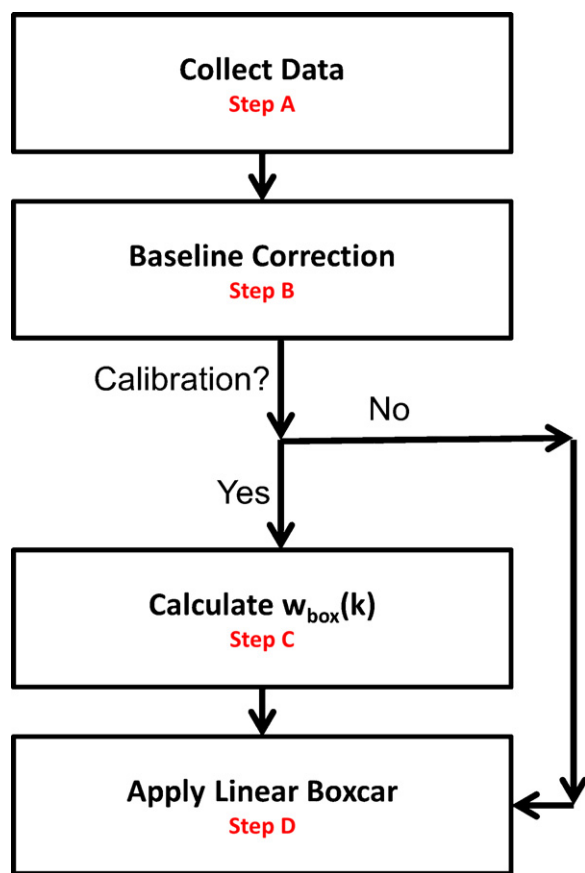 Collect Data
Step A
Baseline Correction
Step B
Calibration?
No
Yes
Calculate wbox(k)
Step C
Apply Linear Boxcar
Step D